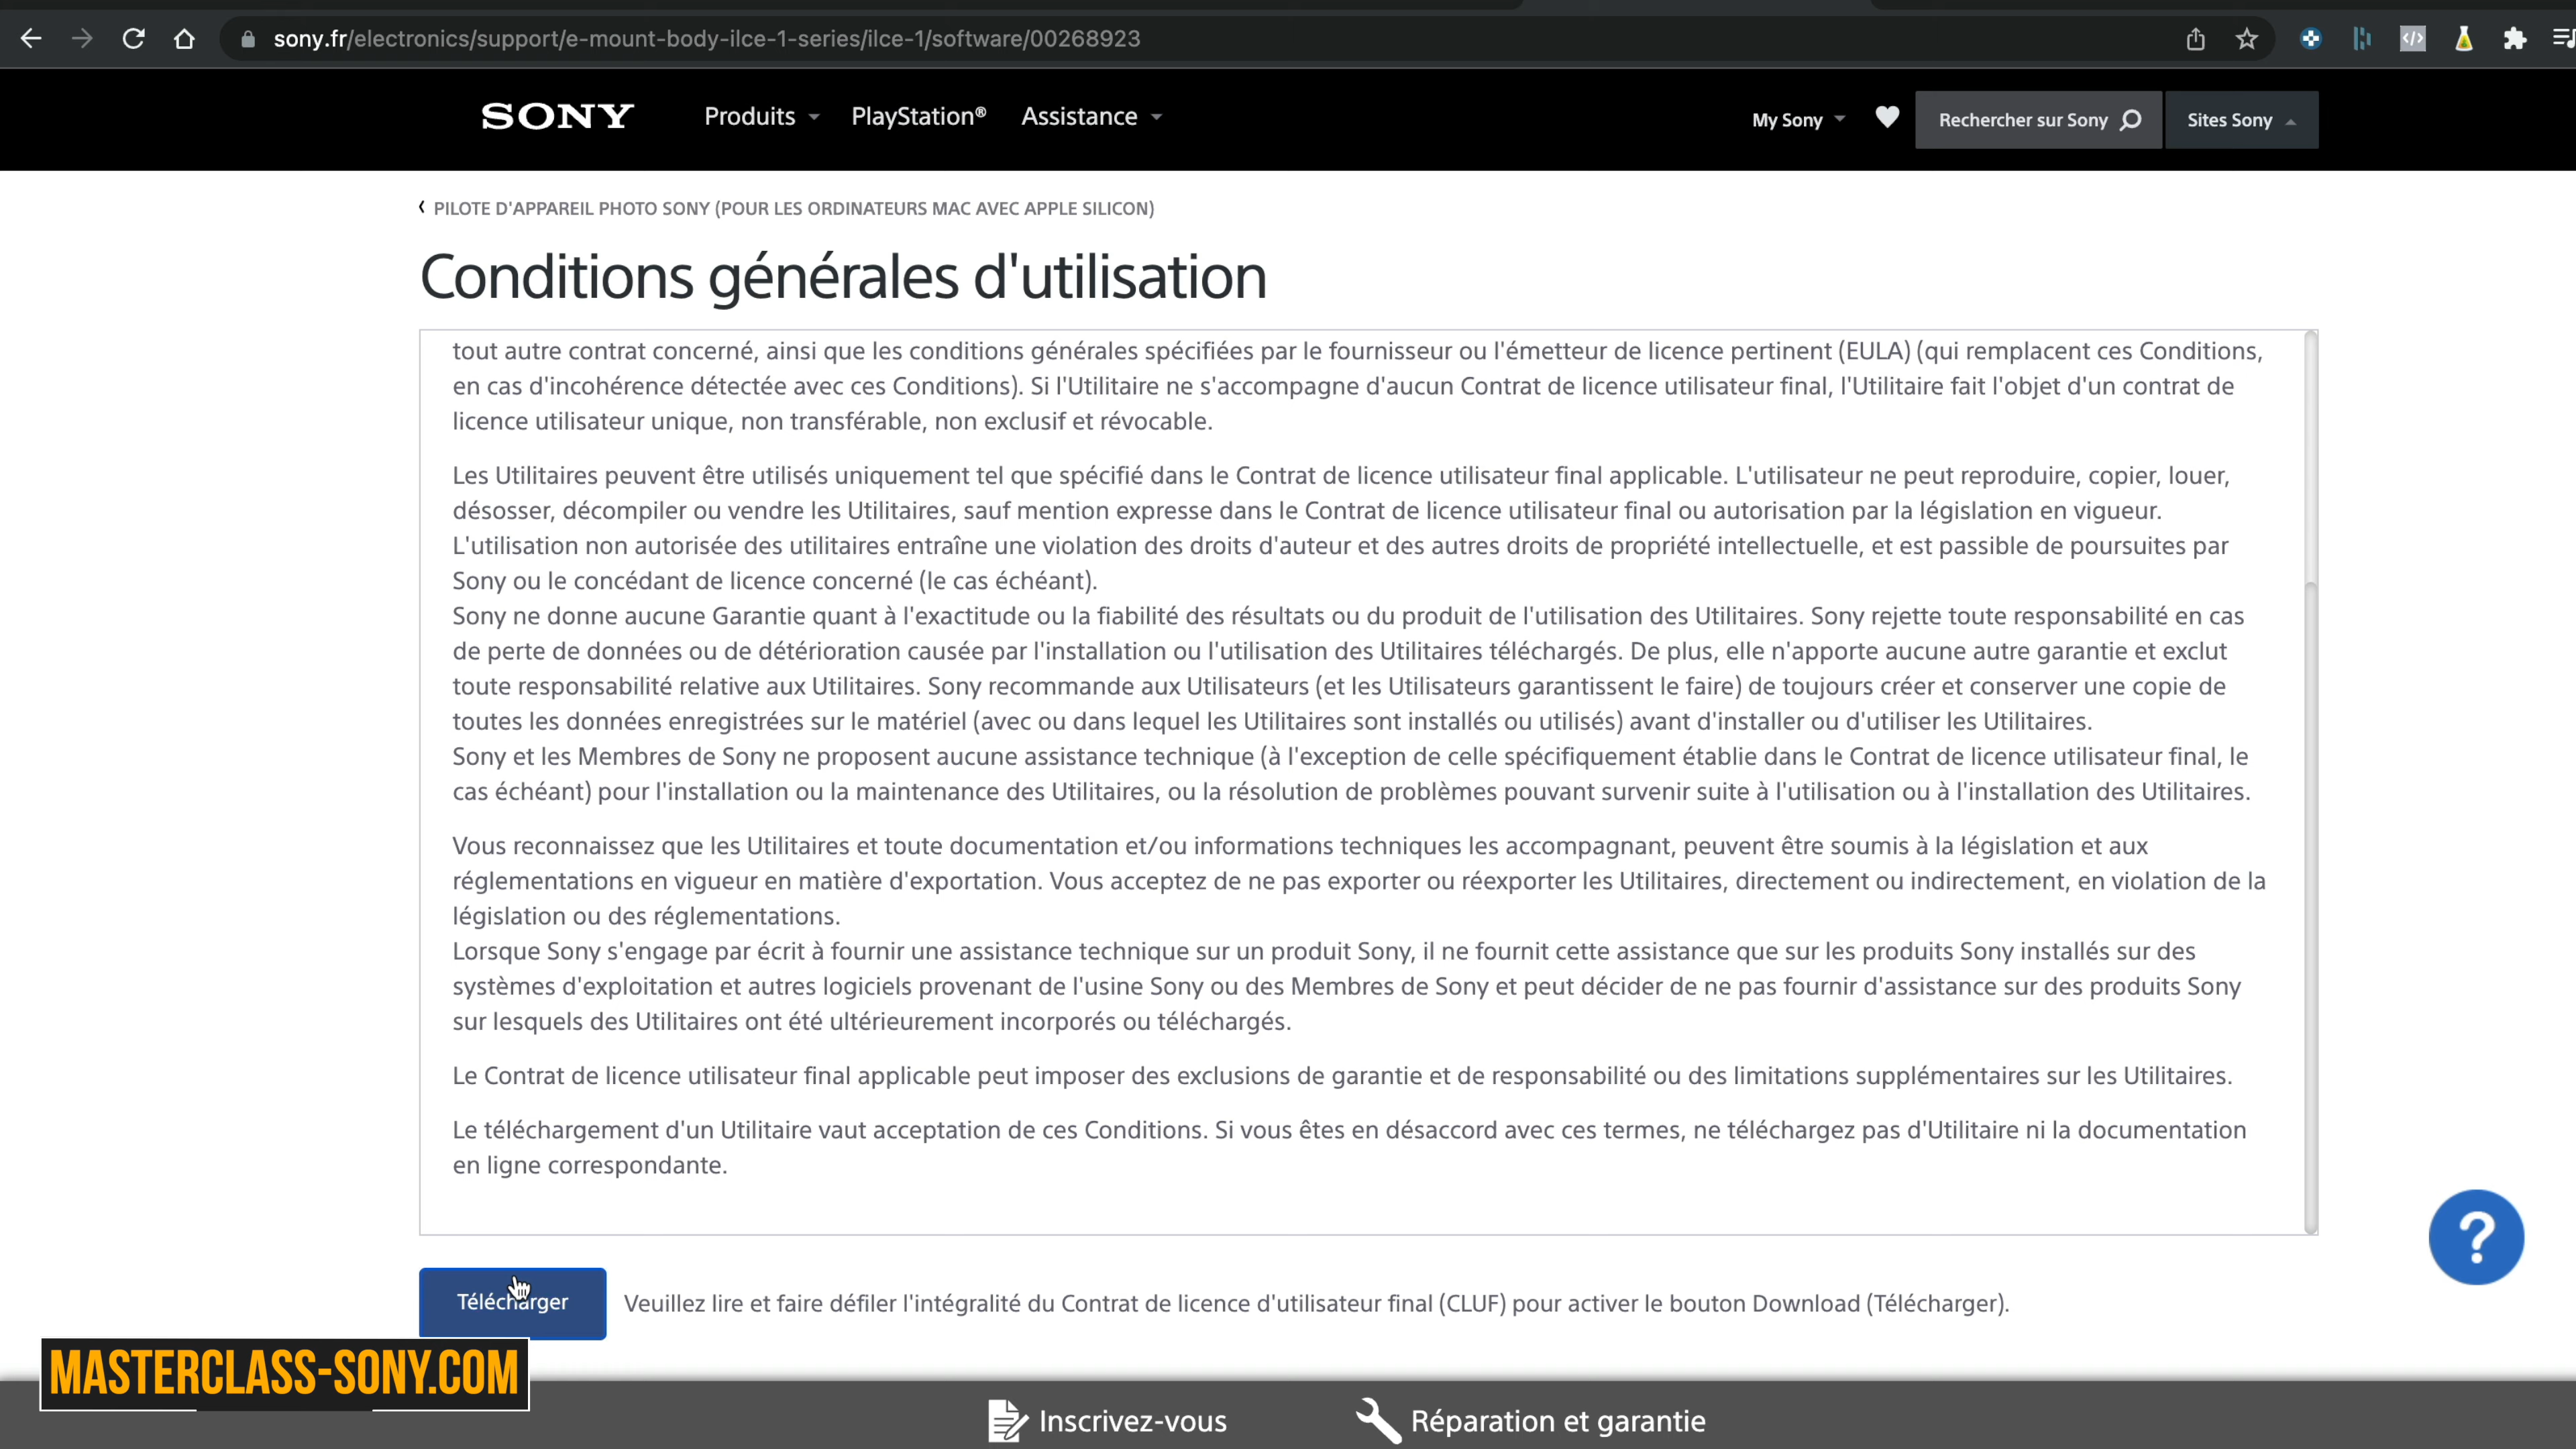 sony.fr/electronics/support/e-mount-body-ilce-1-series/ilce-1/software/00268923
SONY
Produits
PlayStation®
Assistance
My Sony
Rechercher sur Sony
Sites Sony
PILOTE D'APPAREIL PHOTO SONY (POUR LES ORDINATEURS MAC AVEC APPLE SILICON)
Conditions générales d'utilisation
tout autre contrat concerné, ainsi que les conditions générales spécifiées par le fournisseur ou l'émetteur de licence pertinent (EULA) (qui remplacent ces Conditions,
en cas d'incohérence détectée avec ces Conditions). Si l'Utilitaire ne s'accompagne d'aucun Contrat de licence utilisateur final, l'Utilitaire fait l'objet d'un contrat de
licence utilisateur unique, non transférable, non exclusif et révocable.
Les Utilitaires peuvent être utilisés uniquement tel que spécifié dans le Contrat de licence utilisateur final applicable. L'utilisateur ne peut reproduire, copier, louer,
désosser, décompiler ou vendre les Utilitaires, sauf mention expresse dans le Contrat de licence utilisateur final ou autorisation par la législation en vigueur.
L'utilisation non autorisée des utilitaires entraîne une violation des droits d'auteur et des autres droits de propriété intellectuelle, et est passible de poursuites par
Sony ou le concédant de licence concerné (le cas échéant).
Sony ne donne aucune Garantie quant à l'exactitude ou la fiabilité des résultats ou du produit de l'utilisation des Utilitaires. Sony rejette toute responsabilité en cas
de perte de données ou de détérioration causée par l'installation ou l'utilisation des Utilitaires téléchargés. De plus, elle n'apporte aucune autre garantie et exclut
toute responsabilité relative aux Utilitaires. Sony recommande aux Utilisateurs (et les Utilisateurs garantissent le faire) de toujours créer et conserver une copie de
toutes les données enregistrées sur le matériel (avec ou dans lequel les Utilitaires sont installés ou utilisés) avant d'installer ou d'utiliser les Utilitaires.
Sony et les Membres de Sony ne proposent aucune assistance technique (à l'exception de celle spécifiquement établie dans le Contrat de licence utilisateur final, le
cas échéant) pour l'installation ou la maintenance des Utilitaires, ou la résolution de problèmes pouvant survenir suite à l'utilisation ou à l'installation des Utilitaires.
Vous reconnaissez que les Utilitaires et toute documentation et/ou informations techniques les accompagnant, peuvent être soumis à la législation et aux
réglementations en vigueur en matière d'exportation. Vous acceptez de ne pas exporter ou réexporter les Utilitaires, directement ou indirectement, en violation de la
législation ou des réglementations.
Lorsque Sony s'engage par écrit à fournir une assistance technique sur un produit Sony, il ne fournit cette assistance que sur les produits Sony installés sur des
systèmes d'exploitation et autres logiciels provenant de l'usine Sony ou des Membres de Sony et peut décider de ne pas fournir d'assistance sur des produits Sony
sur lesquels des Utilitaires ont été ultérieurement incorporés ou téléchargés.
Le Contrat de licence utilisateur final applicable peut imposer des exclusions de garantie et de responsabilité ou des limitations supplémentaires sur les Utilitaires.
Le téléchargement d'un Utilitaire vaut acceptation de ces Conditions. Si vous êtes en désaccord avec ces termes, ne téléchargez pas d'Utilitaire ni la documentation
en ligne correspondante.
?
Télécharger
Veuillez lire et faire défiler l'intégralité du Contrat de licence d'utilisateur final (CLUF) pour activer le bouton Download (Télécharger).
MASTERCLASS-SONY.COM
Inscrivez-vous
Réparation et garantie